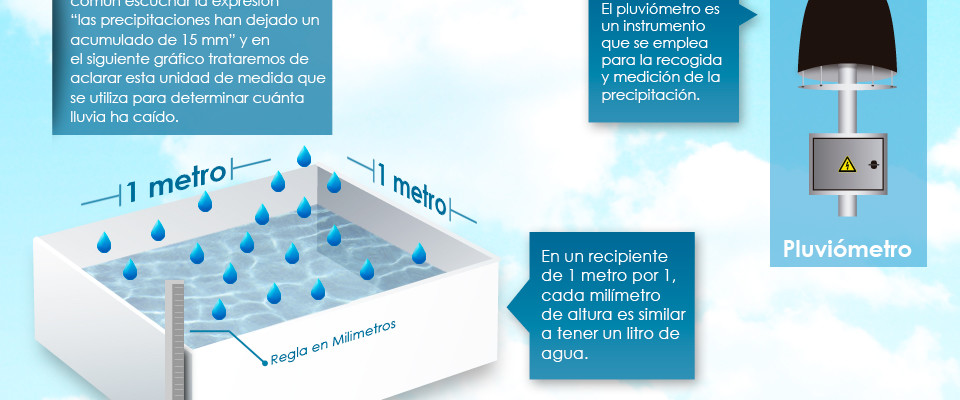 común escuchar la expresión
“las precipitaciones han dejado un
acumulado de 15 mm” y en
el siguiente gráfico trataremos de
aclarar esta unidad de medida que
se utiliza para determinar cuánta
lluvia ha caído.
El pluviómetro es
un instrumento
que se emplea
para la recogida
y medición de la
precipitación.
Pluviómetro
1 metro
1 metro
En un recipiente
de 1 metro por 1,
cada milímetro
de altura es similar
a tener un litro de
agua.
Regla en Milimetros